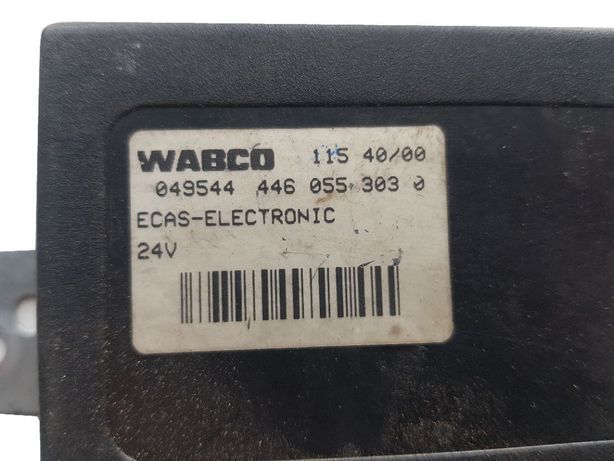 WABCO 115 40/00
049544 446 055 303 0
ECAS-ELECTRONIC
24V